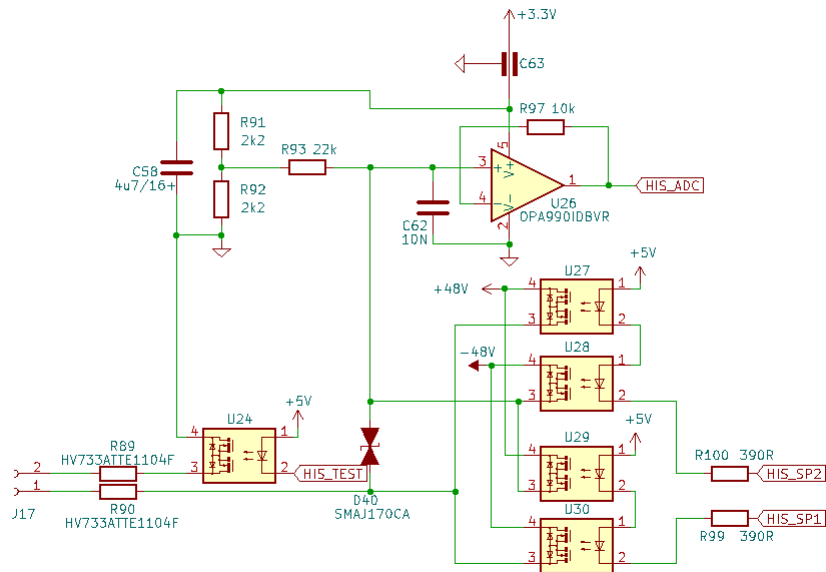 +3.3V
C63
R97 10k
R91
2k2
R93 22k
C58
4u7/16+
R92
2k2
5
3
+
V+
1
HIS_ADC
4
-
V-
2
U26
OPA990IDBVR
C62
10N
U27
+5V
+48V
4
1
3
2
U28
-48V
4
1
3
2
U24
+5V
4
1
3
2
HIS_TEST
U29
+5V
4
1
3
2
R100 390R
HIS_SP2
R89
HV733ATTE1104F
2
1
J17
R90
HV733ATTE1104F
D40
SMAJ170CA
U30
4
1
3
2
HIS_SP1
R99 390R